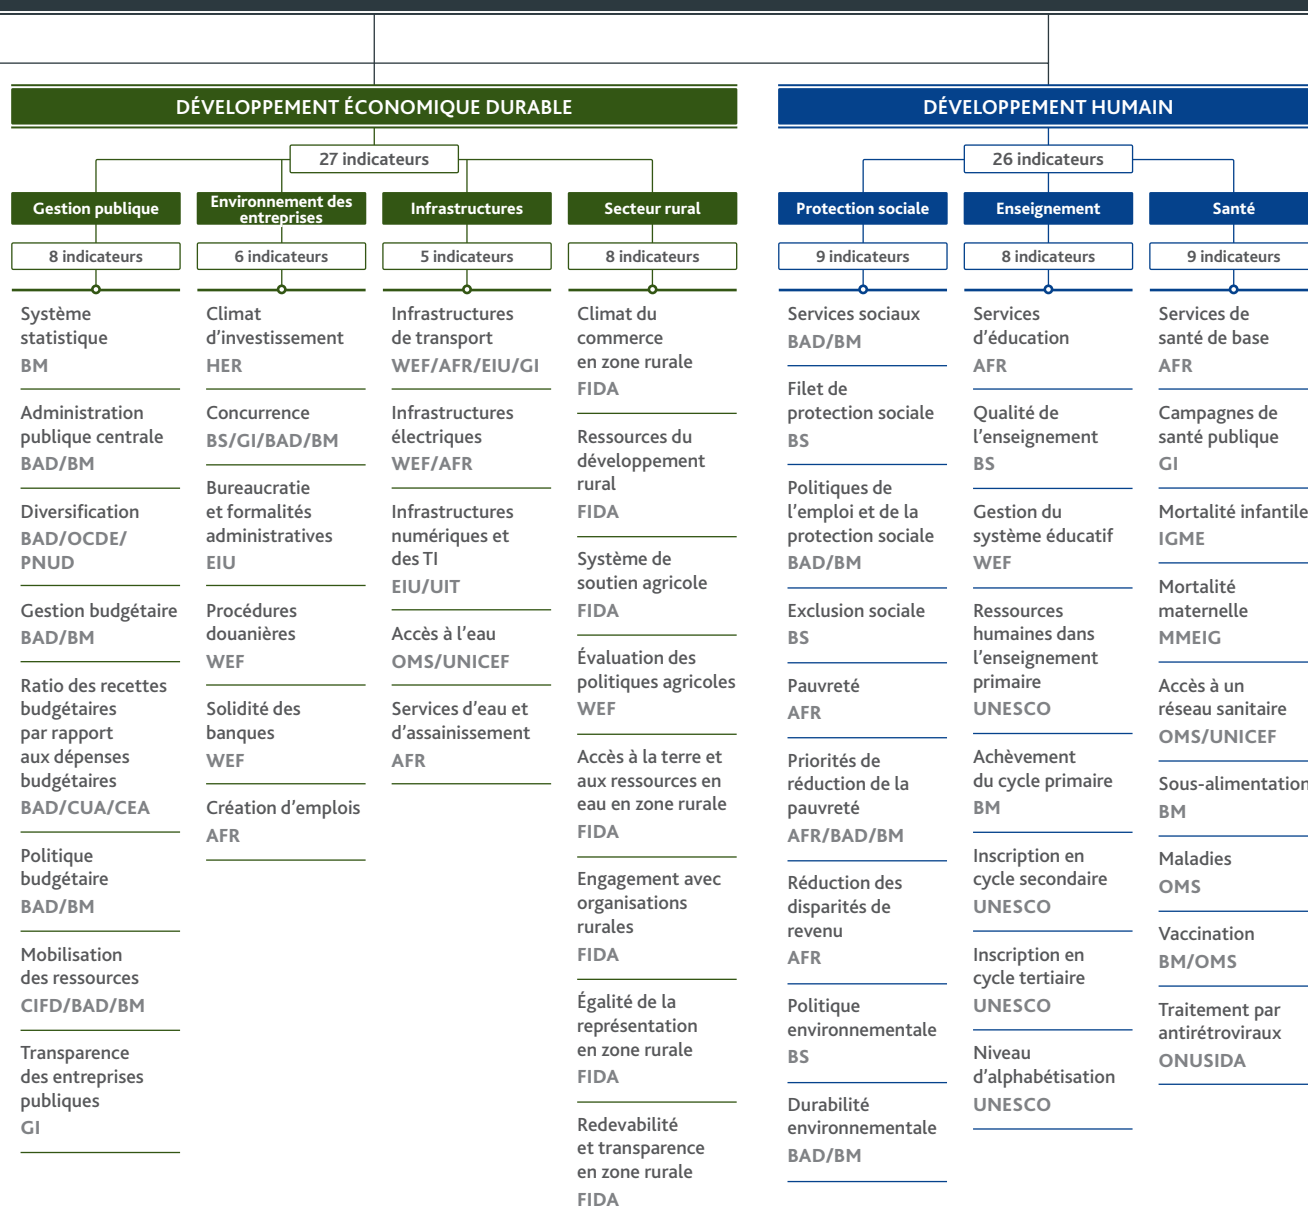 DÉVELOPPEMENT ÉCONOMIQUE DURABLE
27 indicateurs
Gestion publique
8 indicateurs
Système
statistique
BM
Administration
publique centrale
BAD/BM
Diversification
BAD/OCDE/
PNUD
Gestion budgétaire
BAD/BM
Ratio des recettes
budgétaires
par rapport
aux dépenses
budgétaires
BAD/CUA/CEA
Politique
budgétaire
BAD/BM
Mobilisation
des ressources
CIFD/BAD/BM
Transparence
des entreprises
publiques
GI
Environnement des
entreprises
6 indicateurs
Climat
d'investissement
HER
Concurrence
BS/GI/BAD/BM
Bureaucratie
et formalités
administratives
EIU
Procédures
douanières
WEF
Solidité des
banques
WEF
Création d'emplois
AFR
Infrastructures
5 indicateurs
Infrastructures
de transport
WEF/AFR/EIU/GI
Infrastructures
électriques
WEF/AFR
Infrastructures
numériques et
des TI
EIU/UIT
Accès à l'eau
OMS/UNICEF
Services d'eau et
d'assainissement
AFR
Secteur rural
8 indicateurs
Climat du
commerce
en zone rurale
FIDA
Ressources du
développement
rural
FIDA
Système de
soutien agricole
FIDA
Évaluation des
politiques agricoles
WEF
Accès à la terre et
aux ressources en
eau en zone rurale
FIDA
Engagement avec
organisations
rurales
FIDA
Égalité de la
représentation
en zone rurale
FIDA
Redevabilité
et transparence
en zone rurale
FIDA
DÉVELOPPEMENT HUMAIN
26 indicateurs
Protection sociale
9 indicateurs
Services sociaux
BAD/BM
Filet de
protection sociale
BS
Politiques de
l'emploi et de la
protection sociale
BAD/BM
Exclusion sociale
BS
Pauvreté
AFR
Priorités de
réduction de la
pauvreté
AFR/BAD/BM
Réduction des
disparités de
revenu
AFR
Politique
environnementale
BS
Durabilité
environnementale
BAD/BM
Enseignement
8 indicateurs
Services
d'éducation
AFR
Qualité de
l'enseignement
BS
Gestion du
système éducatif
WEF
Ressources
humaines dans
l'enseignement
primaire
UNESCO
Achèvement
du cycle primaire
BM
Inscription en
cycle secondaire
UNESCO
Inscription en
cycle tertiaire
UNESCO
Niveau
d'alphabétisation
UNESCO
Santé
9 indicateurs
Services de
santé de base
AFR
Campagnes de
santé publique
GI
Mortalité infantile
IGME
Mortalité
maternelle
MMEIG
Accès à un
réseau sanitaire
OMS/UNICEF
Sous-alimentation
BM
Maladies
OMS
Vaccination
BM/OMS
Traitement par
antirétroviraux
ONUSIDA